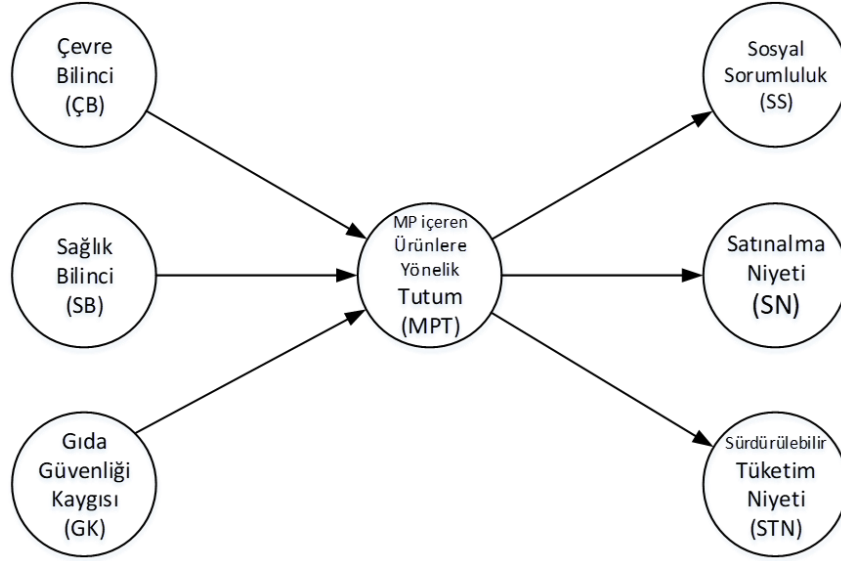 Çevre
Bilinci
(ÇB)
Sosyal
Sorumluluk
(SS)
Sağlık
Bilinci
(SB)
MP içeren
Ürünlere
Yönelik
Tutum
(MPT)
Satınalma
Niyeti
(SN)
Gıda
Güvenliği
Kaygısı
(GK)
Sürdürülebilir
Tüketim
Niyeti
(STN)